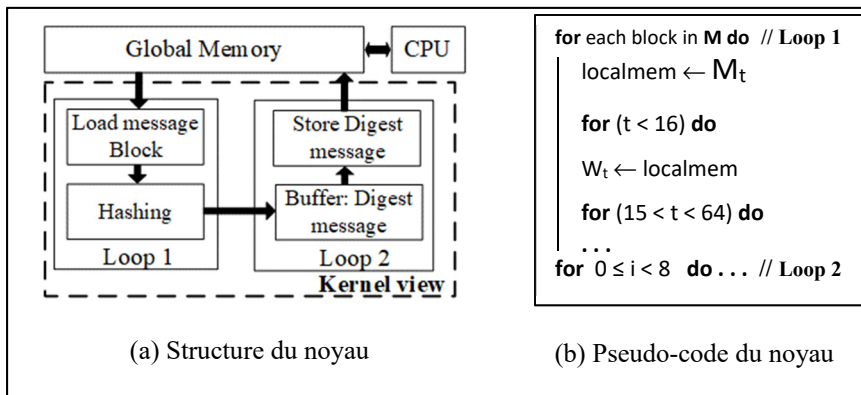 Global Memory
CPU
Load message
Block
Hashing
Loop 1
Store Digest
message
Buffer: Digest
message
Loop 2
Kernel view
(a) Structure du noyau
for each block in M do // Loop 1
localmem ← Mt
for (t < 16) do
Wt ← localmem
for (15 < t < 64) do
. . .
for 0 ≤ i < 8 do . . . // Loop 2
(b) Pseudo-code du noyau